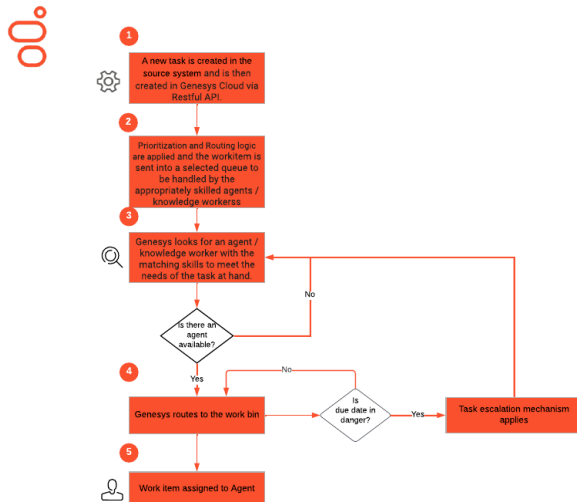 1
A new task is created in the
source system and is then
created in Genesys Cloud via
Restful API.
2
Prioritization and Routing logic
are applied and the workitem is
sent into a selected queue to
be handled by the
appropriately skilled agents /
knowledge workerss
3
Genesys looks for an agent /
knowledge worker with the
matching skills to meet the
needs of the task at hand.
No
Is there an
agent
available?
Yes
4
No
Genesys routes to the work bin
Is
due date in
danger?
Yes
Task escalation mechanism
applies
5
Work item assigned to Agent